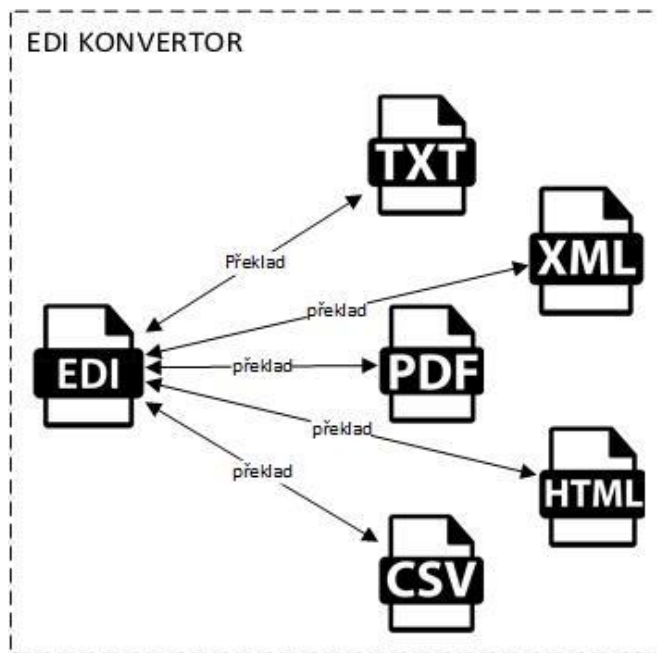 EDI KONVERTOR
TXT
Překlad
XML
překlad
EDI
překlad
PDF
překlad
HTML
překlad
CSV